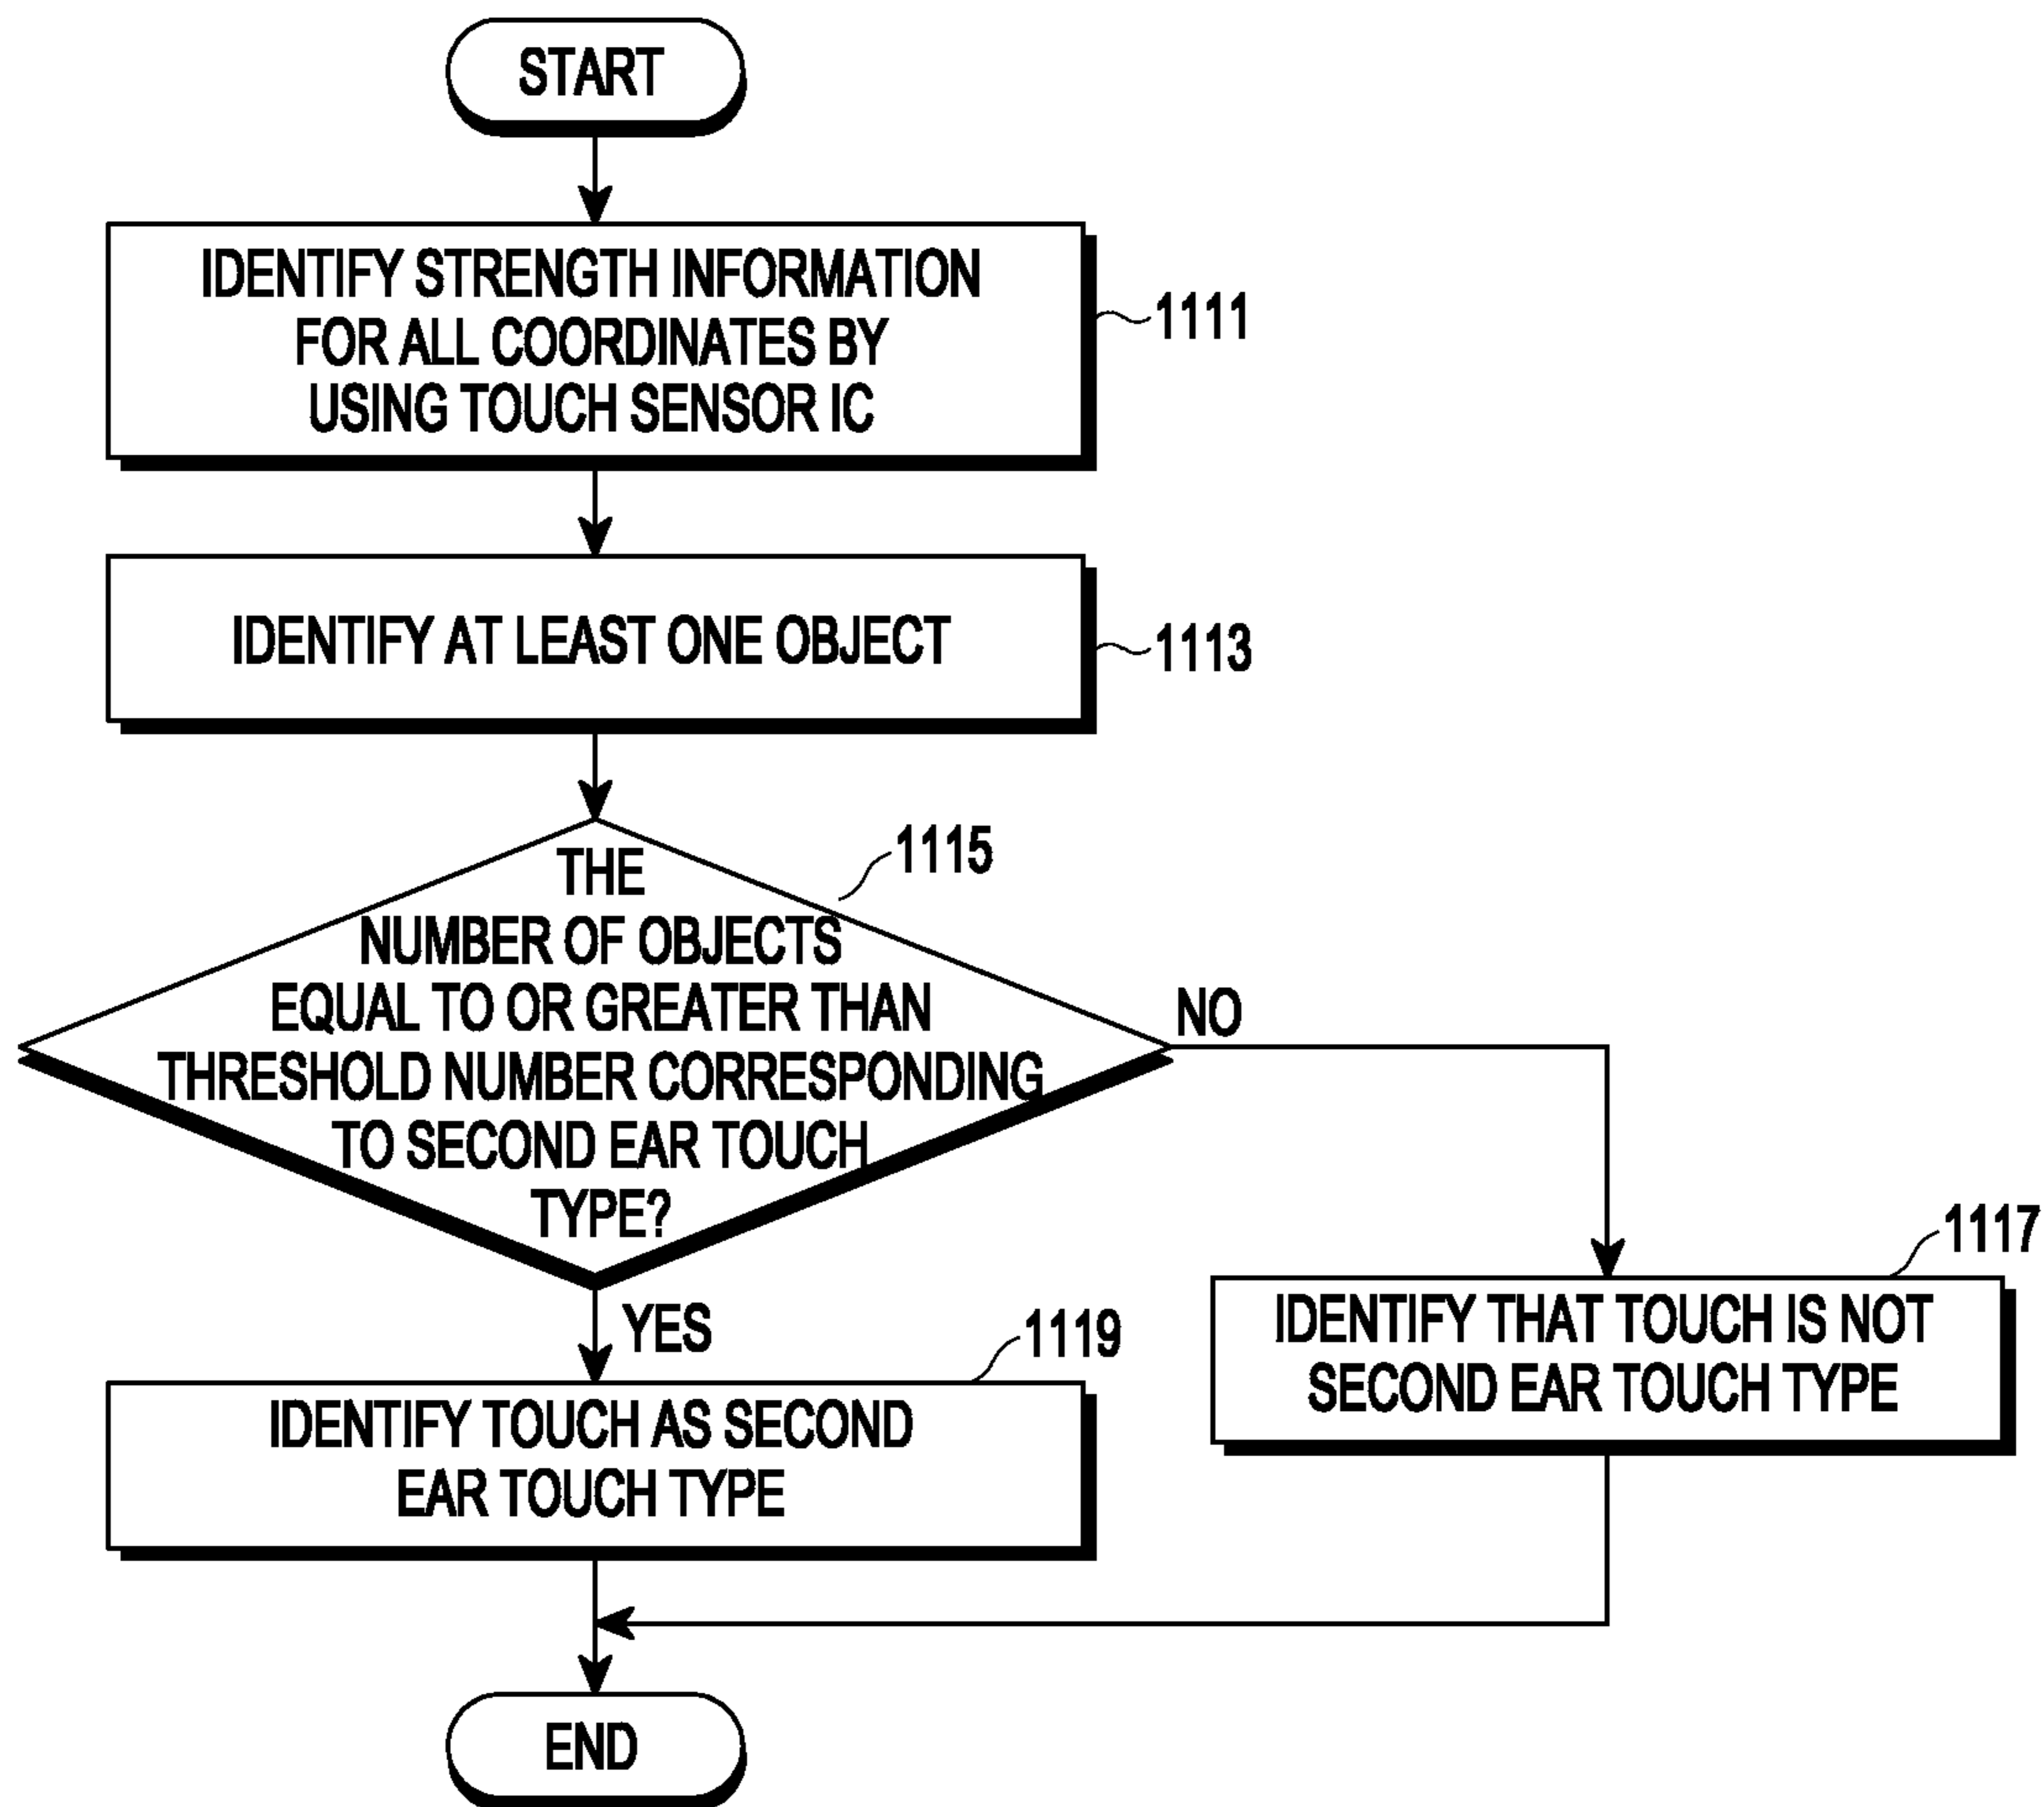 START
IDENTIFY STRENGTH INFORMATION
FOR ALL COORDINATES BY
USING TOUCH SENSOR IC
1111
IDENTIFY AT LEAST ONE OBJECT
1113
1115
THE
NUMBER OF OBJECTS
EQUAL TO OR GREATER THAN
THRESHOLD NUMBER CORRESPONDING
TO SECOND EAR TOUCH
TYPE?
NO
YES
1117
IDENTIFY THAT TOUCH IS NOT
SECOND EAR TOUCH TYPE
1119
IDENTIFY TOUCH AS SECOND
EAR TOUCH TYPE
END